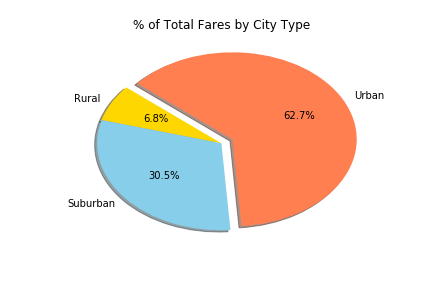 % of Total Fares by City Type
Urban
Rural
62.7%
6.8%
30.5%
Suburban